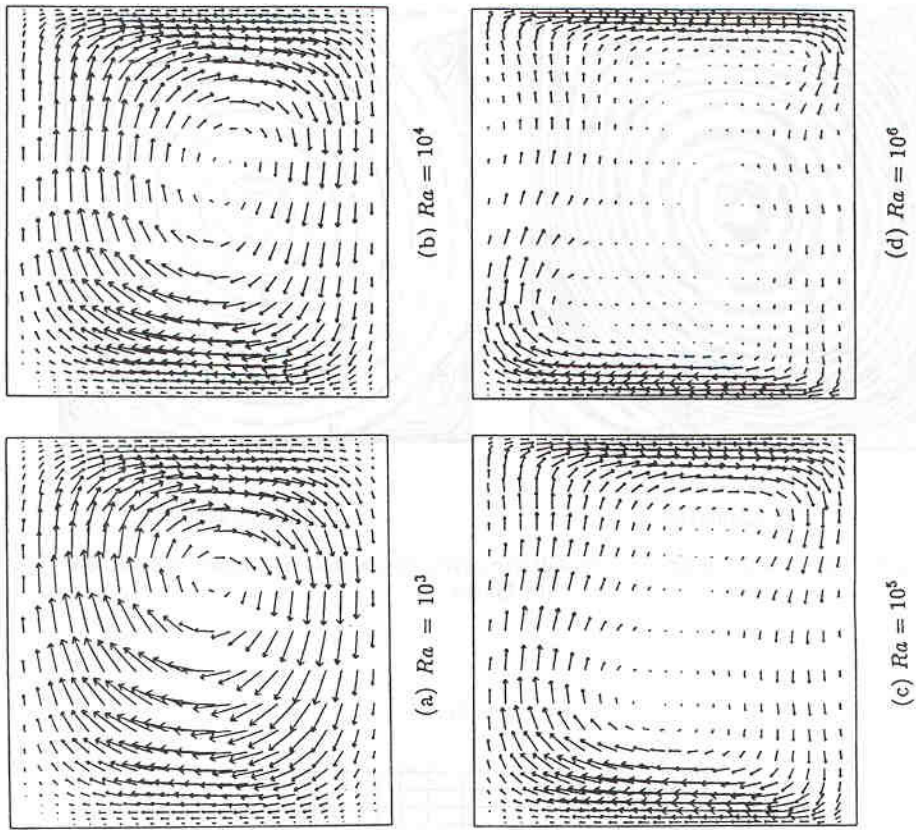 (a) Ra = 10³
(b) Ra = 10⁴
(c) Ra = 10⁵
(d) Ra = 10⁶